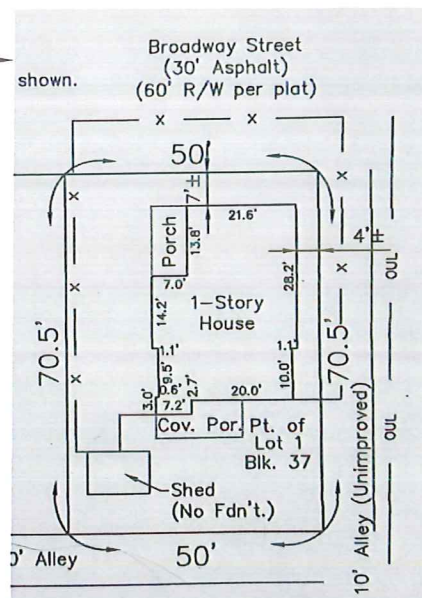 Broadway Street
(30' Asphalt)
(60' R/W per plat)
shown.
x
x
50'
7'±
x
x
21.6'
Porch
13.8'
4'±
OUL
7.0'
28.2'
x
x
1-Story
House
14.2'
70.5'
70.5'
1.1'
1.1'
9.5'
0.6'
2.7'
10.0'
3.0'
7.2'
20.0'
x
Cov. Por.
Pt. of
Lot 1
Blk. 37
OUL
10' Alley (Unimproved)
Shed
(No Fdn't.)
0' Alley
50'